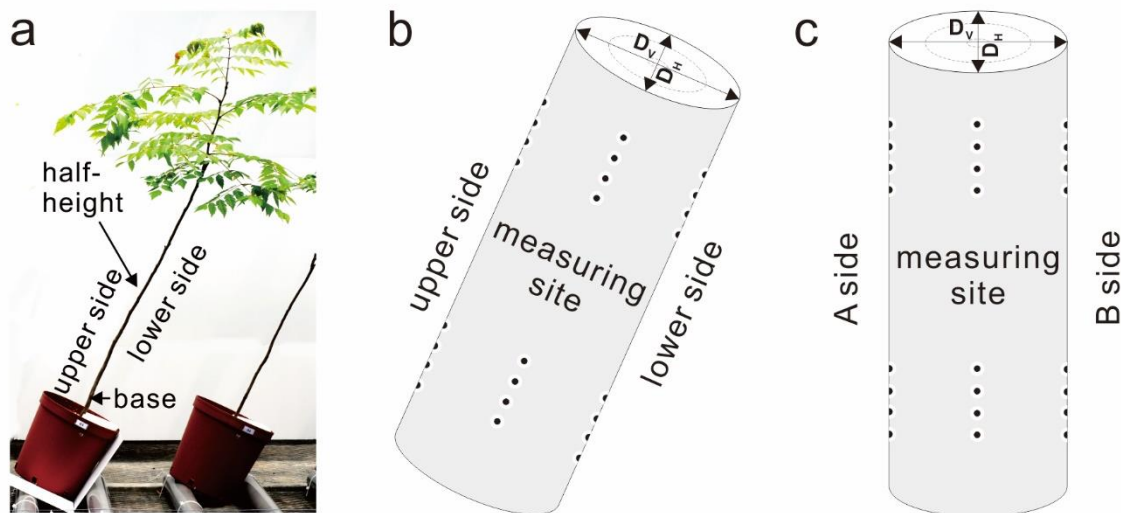 a
half-
height
upper side
lower side
base
b
D_V
D_H
upper side
measuring
site
lower side
c
D_V
D_H
A side
measuring
site
B side